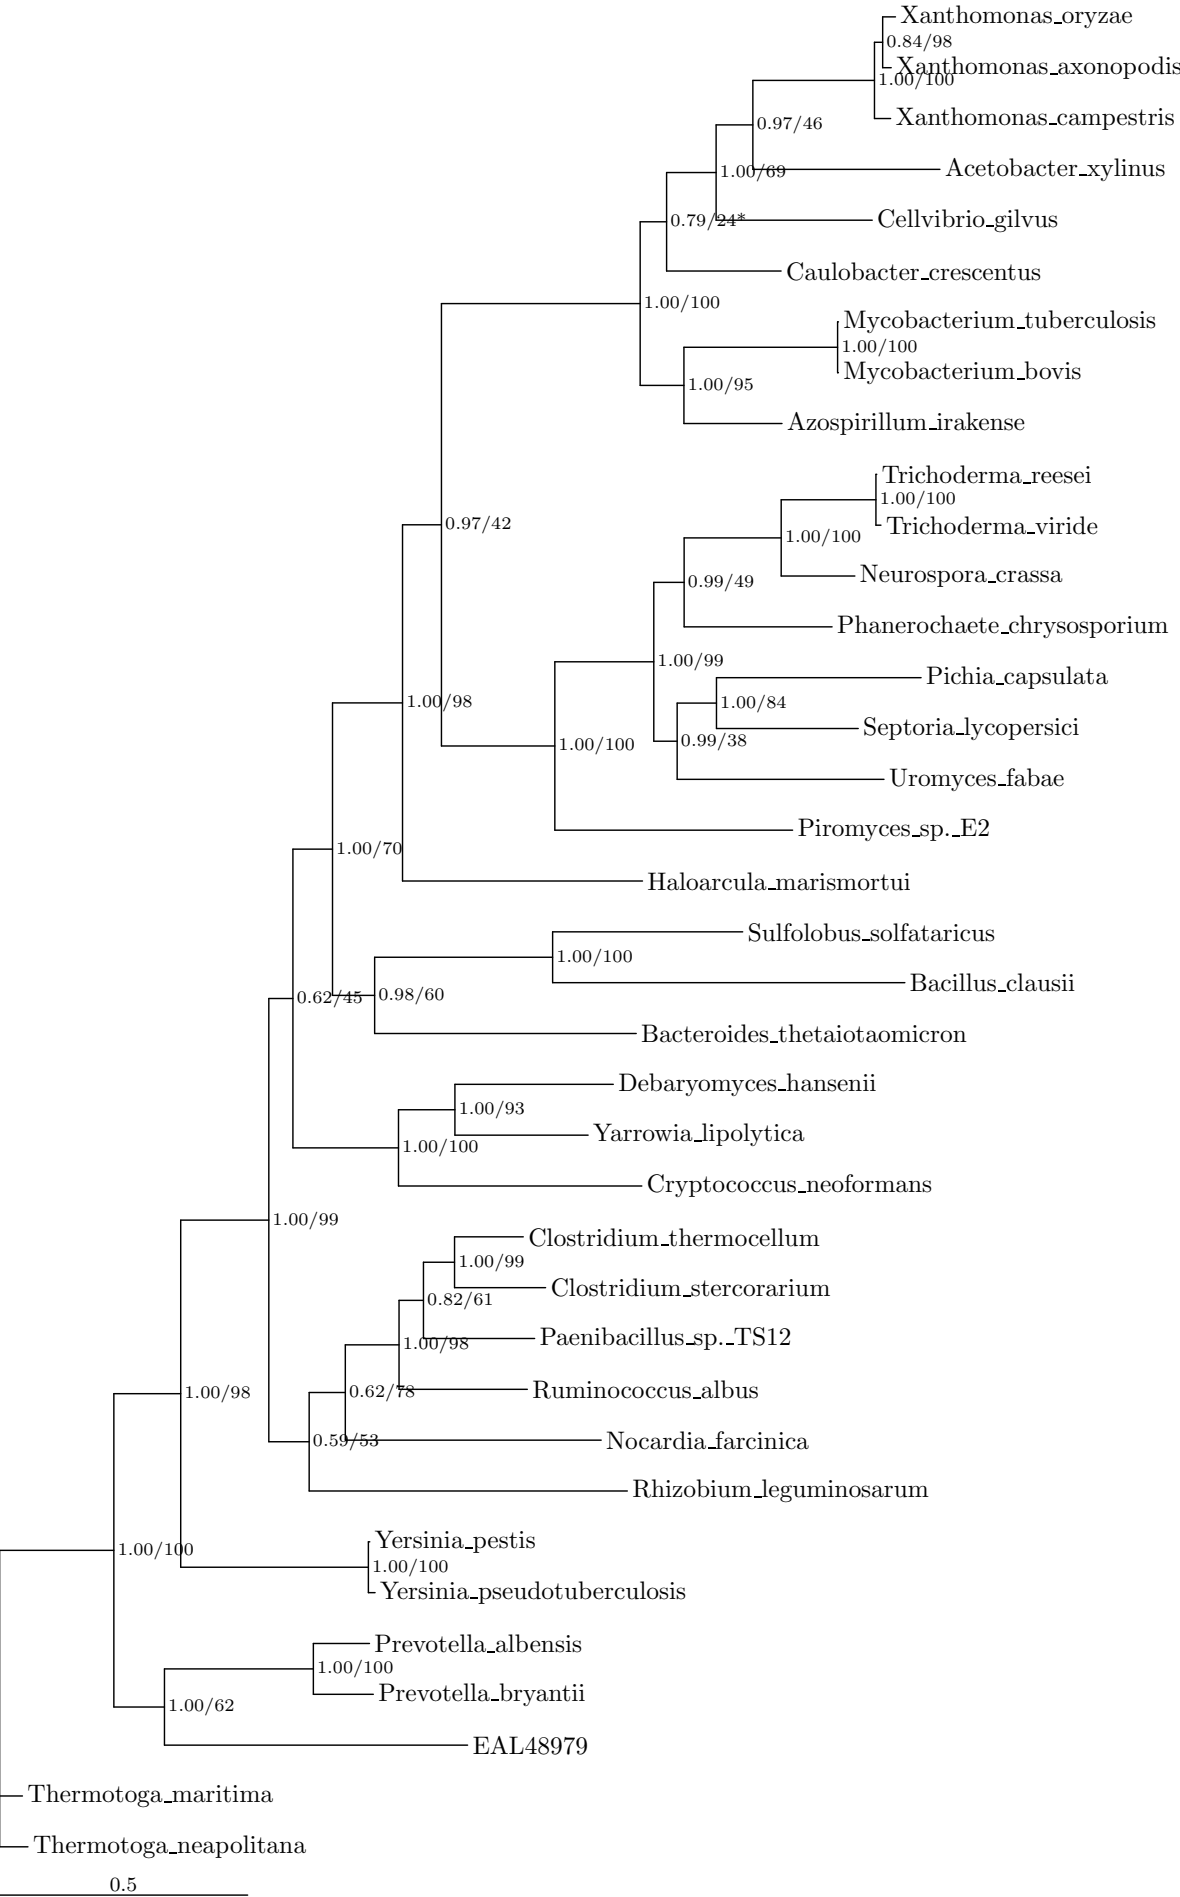 Xanthomonas_oryzae
0.84/98
Xanthomonas_axonopodis
1.00/100
Xanthomonas_campestris
0.97/46
Acetobacter_xylinus
1.00/69
Cellvibrio_gilvus
0.79/24*
Caulobacter_crescentus
1.00/100
Mycobacterium_tuberculosis
1.00/100
Mycobacterium_bovis
1.00/95
Azospirillum_irakense
Trichoderma_reesei
1.00/100
Trichoderma_viride
0.97/42
1.00/100
Neurospora_crassa
0.99/49
Phanerochaete_chrysosporium
1.00/99
Pichia_capsulata
1.00/98
1.00/84
Septoria_lycopersici
1.00/100
0.99/38
Uromyces_fabae
Piromyces_sp._E2
1.00/70
Haloarcula_marismortui
Sulfolobus_solfataricus
1.00/100
Bacillus_clausii
0.62/45
0.98/60
Bacteroides_thetaiotaomicron
Debaryomyces_hansenii
1.00/93
Yarrowia_lipolytica
1.00/100
Cryptococcus_neoformans
1.00/99
Clostridium_thermocellum
1.00/99
Clostridium_stercorarium
0.82/61
Paenibacillus_sp._TS12
1.00/98
Ruminococcus_albus
1.00/98
0.62/78
Nocardia_farcinica
0.59/53
Rhizobium_leguminosarum
Yersinia_pestis
1.00/100
1.00/100
Yersinia_pseudotuberculosis
Prevotella_albensis
1.00/100
Prevotella_bryantii
1.00/62
EAL48979
Thermotoga_maritima
Thermotoga_neapolitana
0.5